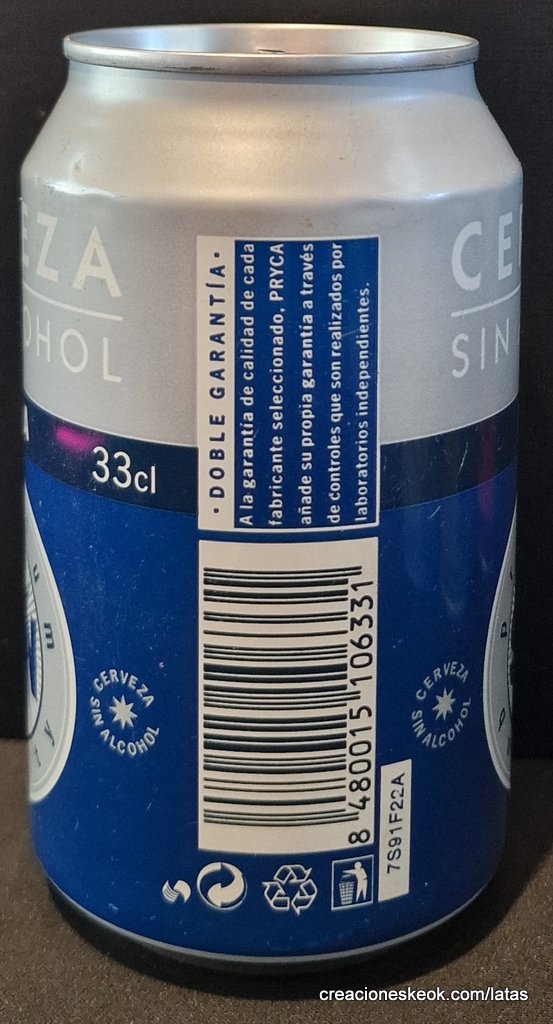 EZA
OHOL
33cl
CE
SIN
·DOBLE GARANTÍA·
A la garantía de calidad de cada
fabricante seleccionado, PRYCA
añade su propia garantía a través
de controles que son realizados por
laboratorios independientes.
8 480015 106331
7S91F22A
CERVEZA
SIN ALCOHOL
CERVEZA
SIN ALCOHOL
creacioneskeok.com/latas